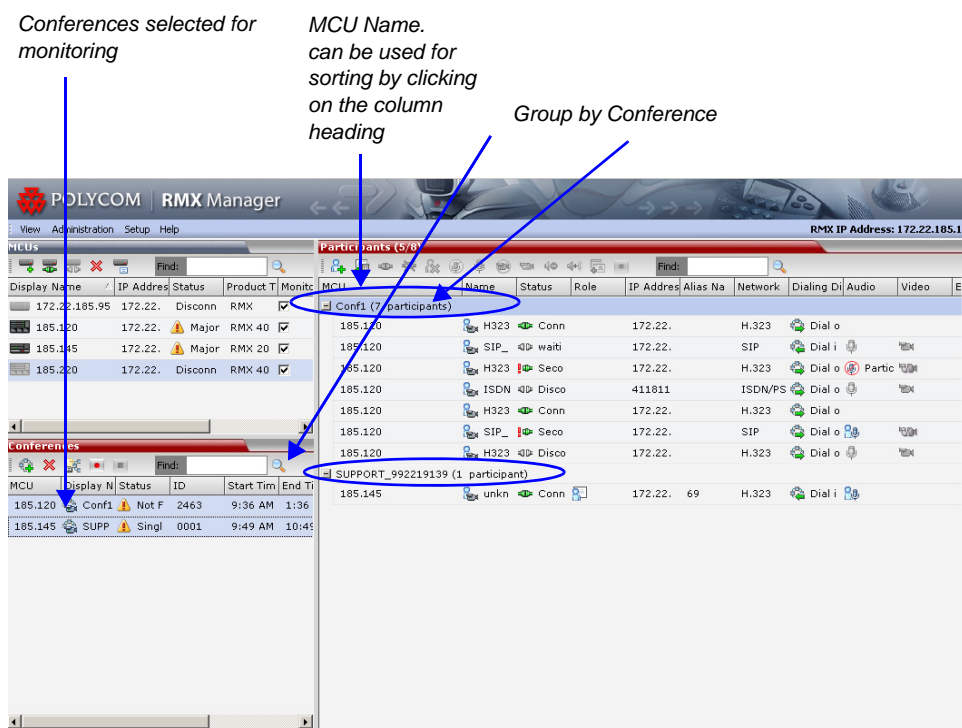 Conferences selected for
monitoring
MCU Name.
can be used for
sorting by clicking
on the column
heading
Group by Conference
POLYCOM | RMX Manager
View Administration Setup Help
RMX IP Address: 172.22.185.1
MCUs
Find:
Display Name IP Addres Status Product T Monito
172.22.185.95 172.22. Disconn RMX
185.120 172.22. Major RMX 40
185.145 172.22. Major RMX 20
185.220 172.22. Disconn RMX 40
Conferences
Find:
MCU Display N Status ID Start Tim End Ti
185.120 Conf1 Not F 2463 9:36 AM 1:36
185.145 SUPP Singl 0001 9:49 AM 10:49
Participants (5/8)
Find:
MCU Name Status Role IP Addres Alias Na Network Dialing Di Audio Video E
Conf1 (7 participants)
185.120 H323 Conn 172.22. H.323 Dial o
185.120 SIP_ waiti 172.22. SIP Dial i
185.120 H323 Seco 172.22. H.323 Dial o Partic
185.120 ISDN Disco 411811 ISDN/PS Dial o
185.120 H323 Conn 172.22. H.323 Dial o
185.120 SIP_ Seco 172.22. SIP Dial o
185.120 H323 Disco 172.22. H.323 Dial o
SUPPORT_992219139 (1 participant)
185.145 unkn Conn 172.22. 69 H.323 Dial i